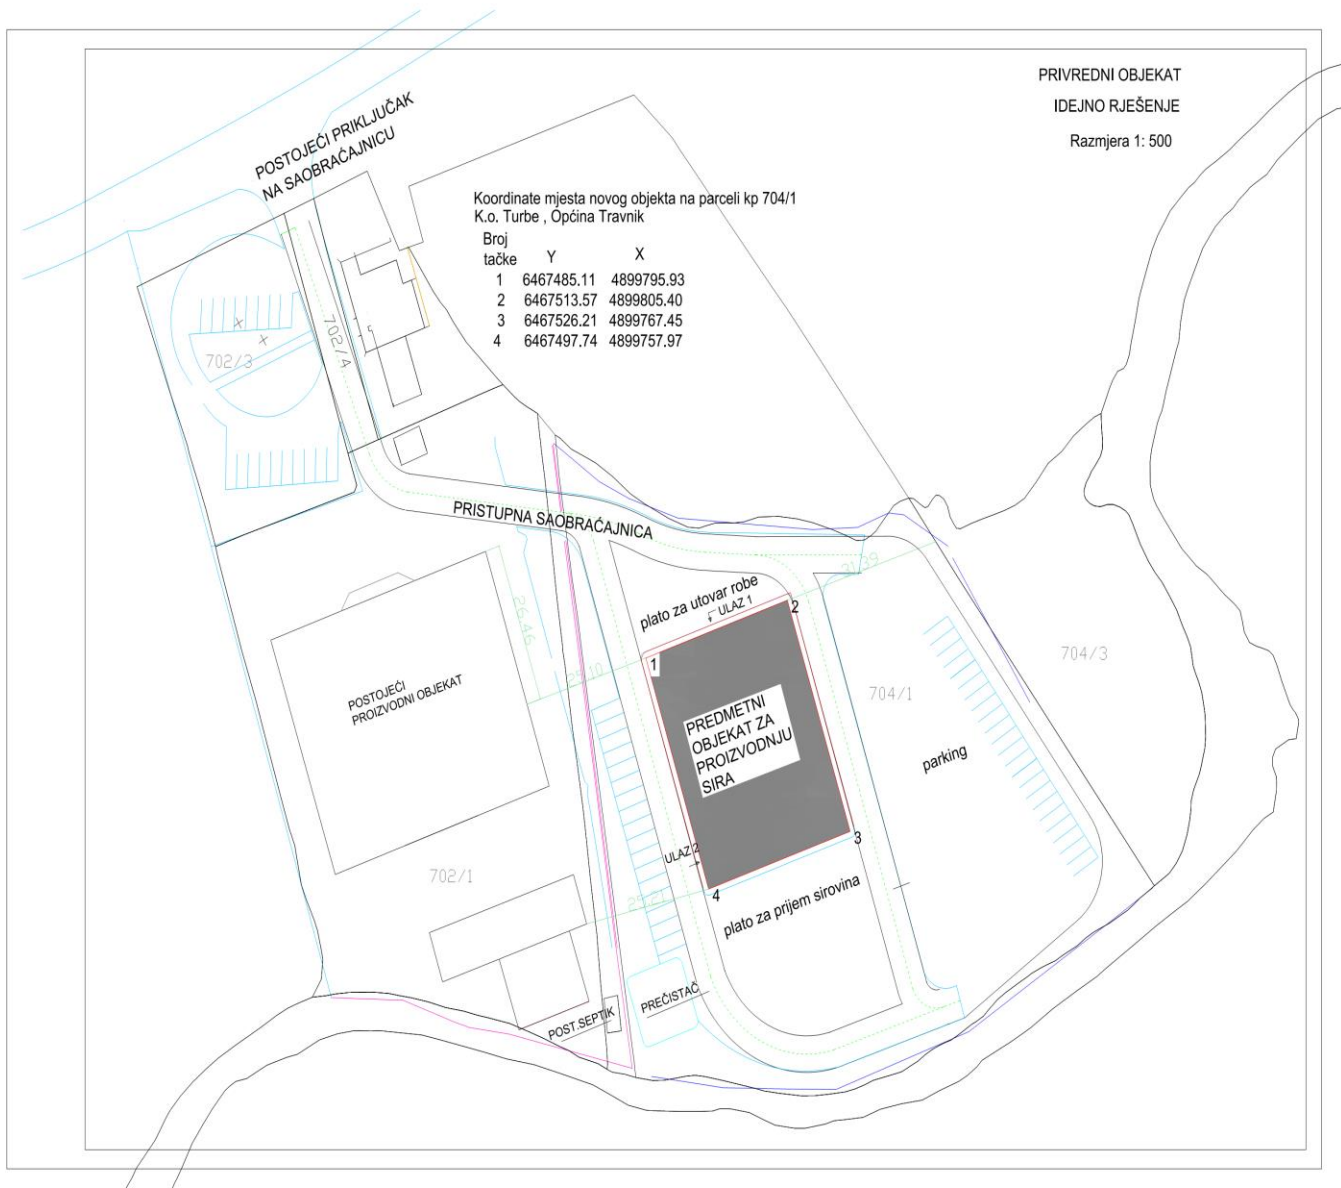 PRIVREDNI OBJEKAT
IDEJNO RJEŠENJE
Razmjera 1: 500
POSTOJEĆI PRIKLJUČAK
NA SAOBRAĆAJNICU
Koordinate mjesta novog objekta na parceli kp 704/1
K.o. Turbe , Općina Travnik
Broj
tačke Y X
1 6467485.11 4899795.93
2 6467513.57 4899805.40
3 6467526.21 4899767.45
4 6467497.74 4899757.97
702/3
702/4
PRISTUPNA SAOBRAĆAJNICA
31.39
plato za utovar robe
ULAZ 1
2
26.46
1
704/3
704/1
POSTOJEĆI
PROIZVODNI OBJEKAT
PREDMETNI
OBJEKAT ZA
PROIZVODNJU
SIRA
parking
3
ULAZ 2
702/1
4
plato za prijem sirovina
PREČISTAČ
POST.SEPTIK